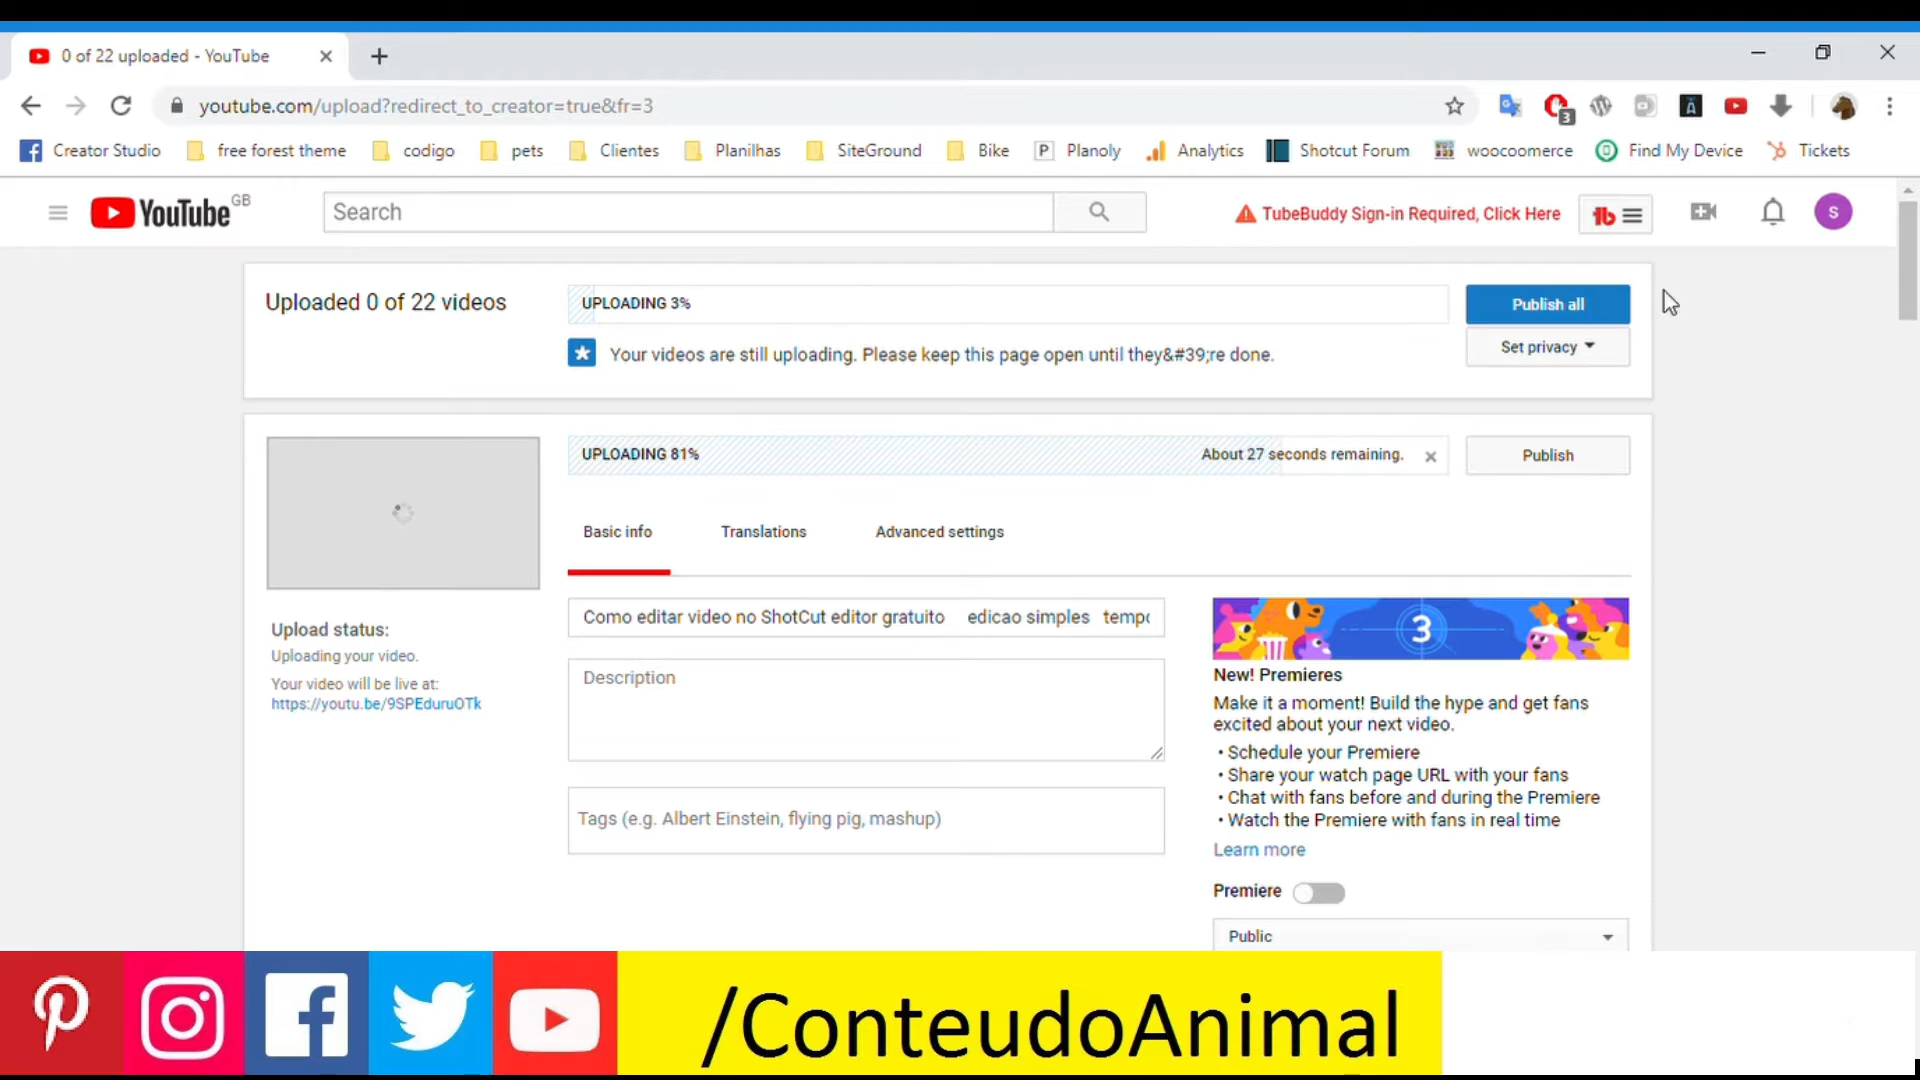 0 of 22 uploaded - YouTube
youtube.com/upload?redirect_to_creator=true&fr=3
3
Creator Studio
free forest theme
codigo
pets
Clientes
Planilhas
SiteGround
Bike
Planoly
Analytics
Shotcut Forum
woocoomerce
Find My Device
Tickets
YouTube GB
Search
TubeBuddy Sign-in Required, Click Here
tb
S
Uploaded 0 of 22 videos
UPLOADING 3%
Publish all
Your videos are still uploading. Please keep this page open until they&#39;re done.
Set privacy
UPLOADING 81%
About 27 seconds remaining.
Publish
Basic info
Translations
Advanced settings
Como editar video no ShotCut editor gratuito edicao simples tempo
Upload status:
Uploading your video.
Your video will be live at:
https://youtu.be/9SPEduruOTk
Description
Tags (e.g. Albert Einstein, flying pig, mashup)
3
New! Premieres
Make it a moment! Build the hype and get fans
excited about your next video.
• Schedule your Premiere
• Share your watch page URL with your fans
• Chat with fans before and during the Premiere
• Watch the Premiere with fans in real time
Learn more
Premiere
Public
/ConteudoAnimal